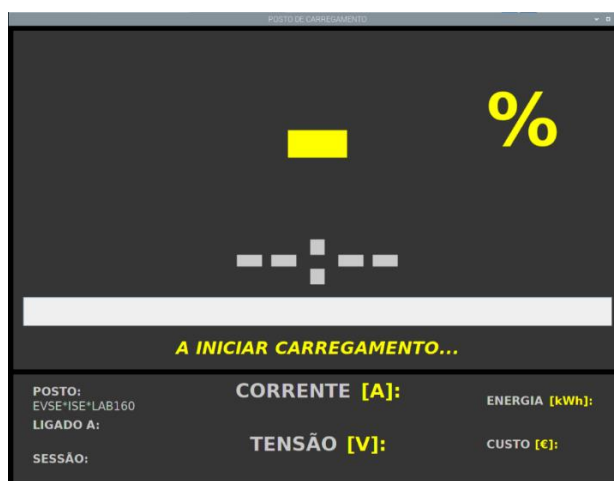 POSTO DE CARREGAMENTO
- %
--:--
A INICIAR CARREGAMENTO...
POSTO:
EVSE*ISE*LAB160
LIGADO A:
SESSÃO:
CORRENTE [A]:
TENSÃO [V]:
ENERGIA [kWh]:
CUSTO [€]: